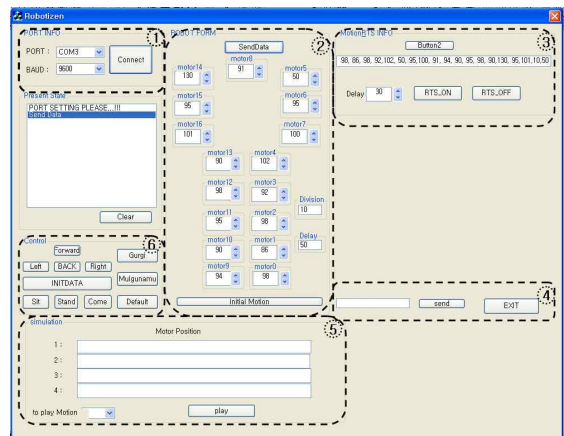 Robotizen
PORT INFO
PORT : COM3
BAUD : 9600
Connect
①
Present State
PORT SETTING PLEASE...!!!
Send Data
Clear
Control
⑥
Forward
Gurgi
Left BACK Right
INITDATA
Mulgunamu
Sit Stand Come Default
ROBOT FORM
SendData
②
motor8
91
motor14
130
motor5
50
motor15
95
motor6
95
motor16
101
motor7
100
motor13
90
motor4
102
motor12
98
motor3
92
Division
10
motor11
95
motor2
98
motor10
90
motor1
86
Delay
50
motor9
94
motor0
98
Initial Motion
MotionRTS INFO
③
Button2
98, 86, 98, 92,102, 50, 95,100, 91, 94, 90, 95, 98, 90,130, 95,101,10,50
Delay 30 RTS_ON RTS_OFF
④
send EXIT
simulation
⑤
Motor Position
1 :
2 :
3 :
4 :
to play Motion play